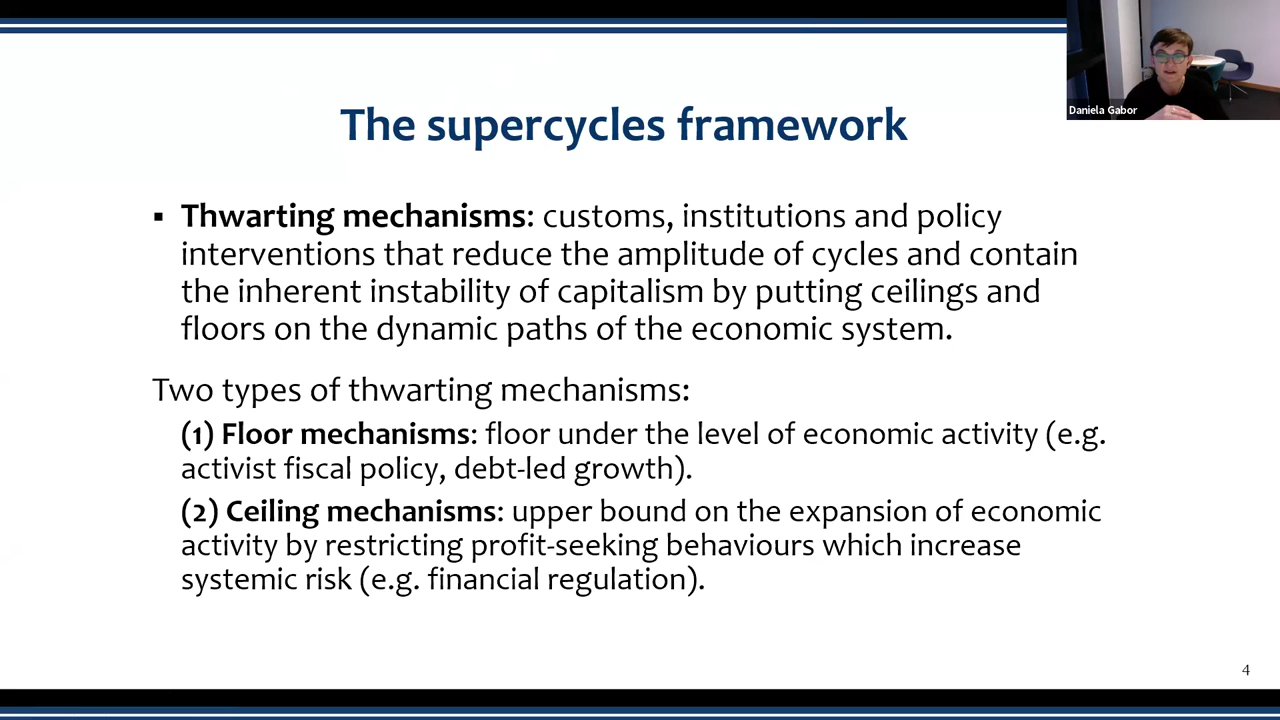 Daniela Gabor
The supercycles framework
▪ Thwarting mechanisms: customs, institutions and policy
interventions that reduce the amplitude of cycles and contain
the inherent instability of capitalism by putting ceilings and
floors on the dynamic paths of the economic system.
Two types of thwarting mechanisms:
(1) Floor mechanisms: floor under the level of economic activity (e.g.
activist fiscal policy, debt-led growth).
(2) Ceiling mechanisms: upper bound on the expansion of economic
activity by restricting profit-seeking behaviours which increase
systemic risk (e.g. financial regulation).
4